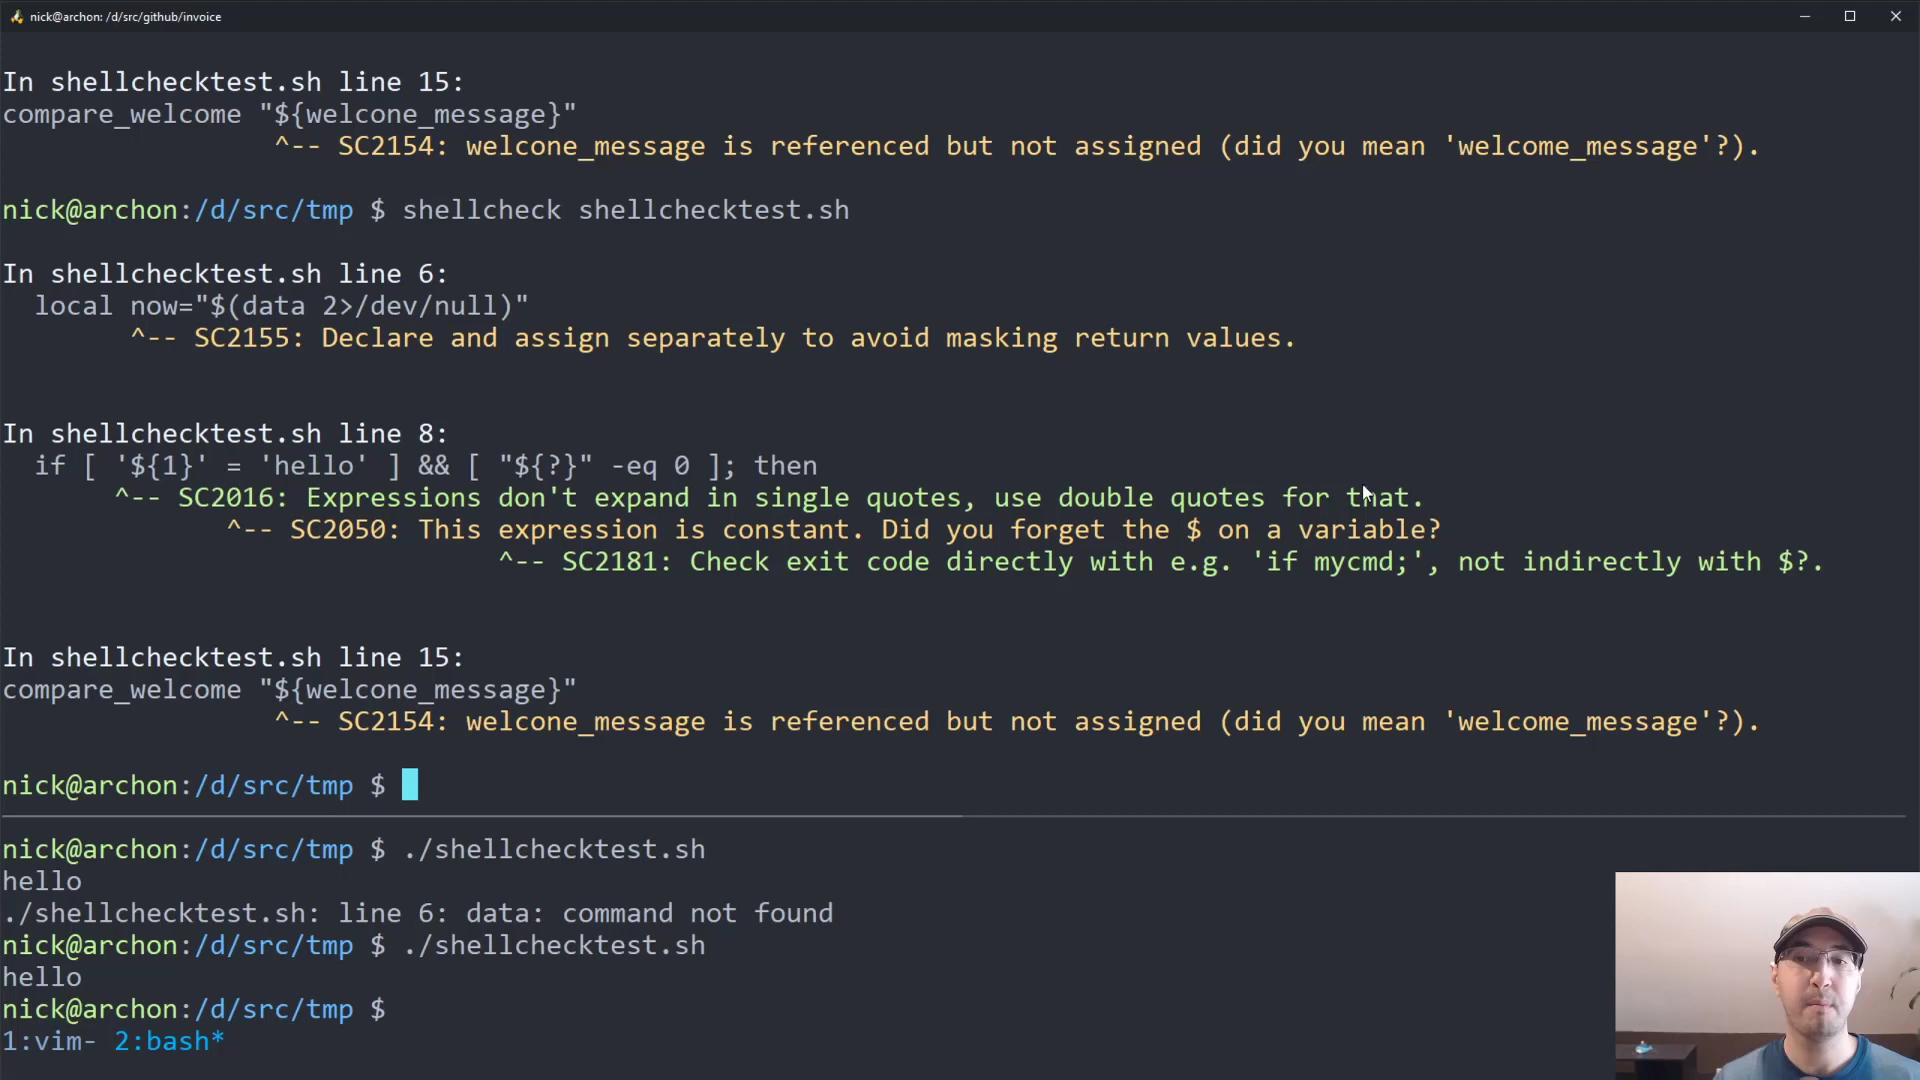 nick@archon: /d/src/github/invoice
In shellchecktest.sh line 15:
compare_welcome "${welcone_message}"
^-- SC2154: welcone_message is referenced but not assigned (did you mean 'welcome_message'?).
nick@archon:/d/src/tmp $ shellcheck shellchecktest.sh
In shellchecktest.sh line 6:
local now="$(data 2>/dev/null)"
^-- SC2155: Declare and assign separately to avoid masking return values.
In shellchecktest.sh line 8:
if [ '${1}' = 'hello' ] && [ "${?}" -eq 0 ]; then
^-- SC2016: Expressions don't expand in single quotes, use double quotes for that.
^-- SC2050: This expression is constant. Did you forget the $ on a variable?
^-- SC2181: Check exit code directly with e.g. 'if mycmd;', not indirectly with $?.
In shellchecktest.sh line 15:
compare_welcome "${welcone_message}"
^-- SC2154: welcone_message is referenced but not assigned (did you mean 'welcome_message'?).
nick@archon:/d/src/tmp $
nick@archon:/d/src/tmp $ ./shellchecktest.sh
hello
./shellchecktest.sh: line 6: data: command not found
nick@archon:/d/src/tmp $ ./shellchecktest.sh
hello
nick@archon:/d/src/tmp $
1:vim- 2:bash*